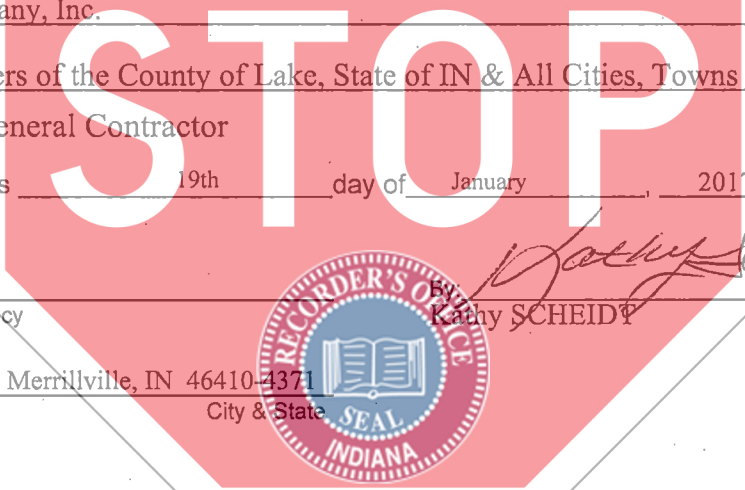 any, Inc.
ers of the County of Lake, State of IN & All Cities, Towns
eneral Contractor
STOP
s 19th day of January, 2017
By:
Kathy SCHEIDT
cy
Merrillville, IN 46410-4371
City & State
RECORDER'S OFFICE
SEAL
INDIANA